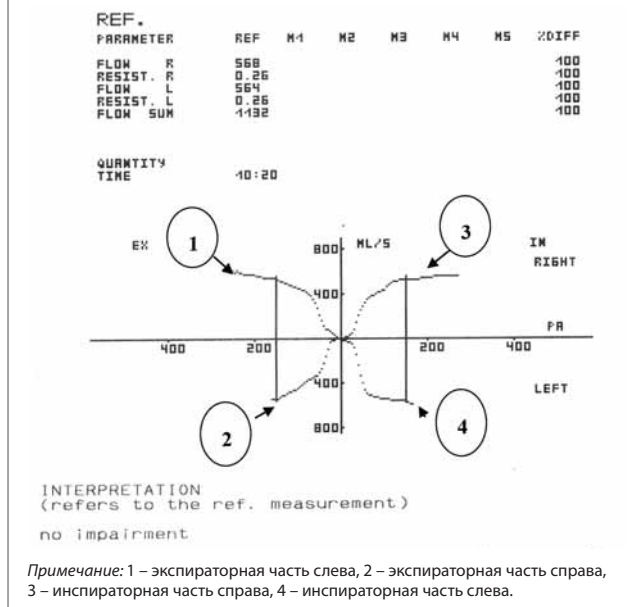 REF.
PARAMETER REF M1 M2 M3 M4 M5 %DIFF
FLOW R 568 100
RESIST. R 0.26 100
FLOW L 564 100
RESIST. L 0.26 100
FLOW SUM 1132 100
QUANTITY
TIME 10:20
1 3
EX 800 ML/S IN
RIGHT
400
PA
400 200 200 400
400 LEFT
2 800 4
INTERPRETATION
(refers to the ref. measurement)
no impairment
Примечание: 1 – экспираторная часть слева, 2 – экспираторная часть справа,
3 – инспираторная часть справа, 4 – инспираторная часть слева.